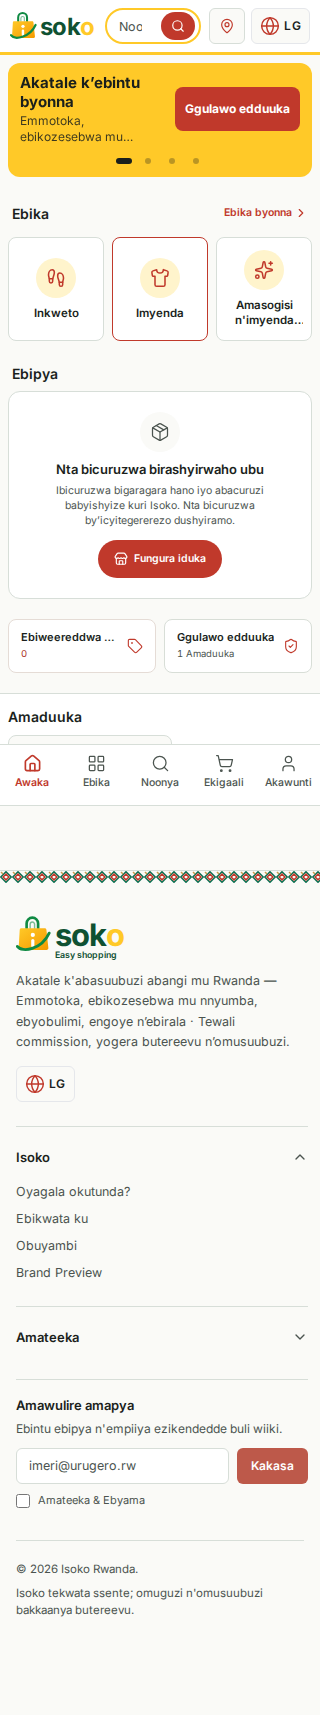 isoko
Noo
LG
Akatale k'ebintu
byonna
Emmotoka,
ebikozesebwa mu...
Ggulawo edduuka
Ebika
Ebika byonna
Inkweto
Imyenda
Amasogisi
n'imyenda...
Ebipya
Nta bicuruzwa birashyirwaho ubu
Ibicuruzwa bigaragara hano iyo abacuruzi
babyishyize kuri Isoko. Nta bicuruzwa
by'icyitegererezo dushyiramo.
Fungura iduka
Ebiweereddwa ...
0
Ggulawo edduuka
1 Amaduuka
Amaduuka
Awaka
Ebika
Noonya
Ekigaali
Akawunti
isoko
Easy shopping
Akatale k'abasuubuzi abangi mu Rwanda —
Emmotoka, ebikozesebwa mu nnyumba,
ebyobulimi, engoye n'ebirala · Tewali
commission, yogera butereevu n'omusuubuzi.
LG
Isoko
Oyagala okutunda?
Ebikwata ku
Obuyambi
Brand Preview
Amateeka
Amawulire amapya
Ebintu ebipya n'empiiya ezikendedde buli wiiki.
imeri@urugero.rw
Kakasa
Amateeka & Ebyama
© 2026 Isoko Rwanda.
Isoko tekwata ssente; omuguzi n'omusuubuzi
bakkaanya butereevu.